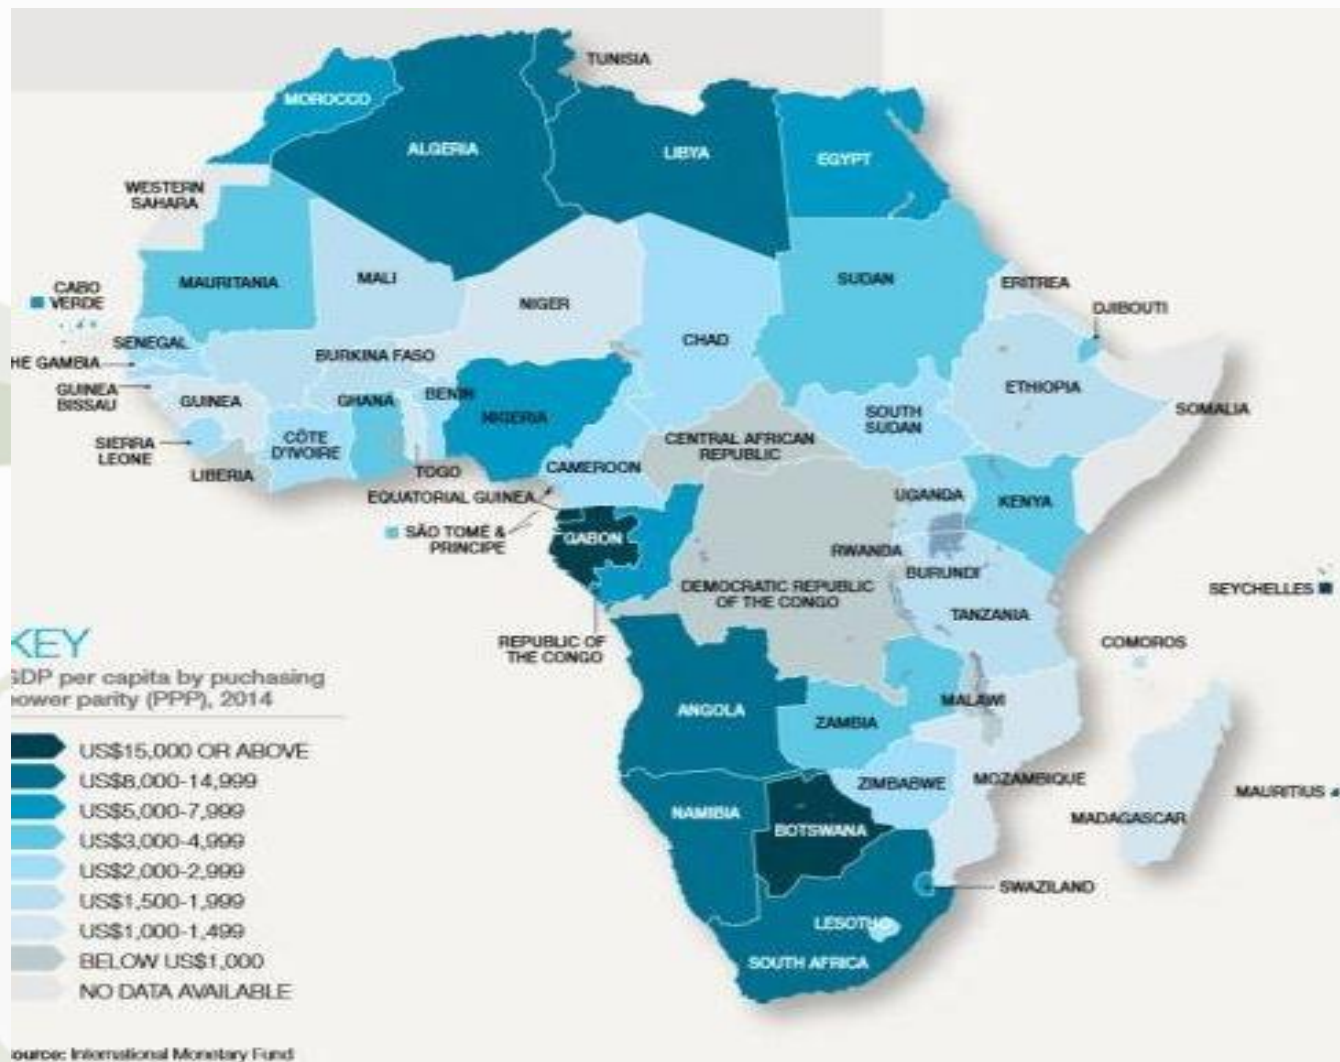 TUNISIA
MOROCCO
ALGERIA
LIBYA
EGYPT
WESTERN
SAHARA
MAURITANIA
MALI
NIGER
SUDAN
ERITREA
CABO
VERDE
DJIBOUTI
SENEGAL
CHAD
HE GAMBIA
BURKINA FASO
GUINEA
BISSAU
GUINEA
GHANA
BENIN
NIGERIA
ETHIOPIA
SOUTH
SUDAN
SOMALIA
SIERRA
LEONE
CÔTE
D'IVOIRE
CENTRAL AFRICAN
REPUBLIC
LIBERIA
TOGO
CAMEROON
EQUATORIAL GUINEA
UGANDA
KENYA
SÃO TOMÉ &
PRINCIPE
GABON
RWANDA
BURUNDI
DEMOCRATIC REPUBLIC
OF THE CONGO
SEYCHELLES
TANZANIA
REPUBLIC OF
THE CONGO
COMOROS
ANGOLA
ZAMBIA
MALAWI
ZIMBABWE
MOZAMBIQUE
MAURITIUS
NAMIBIA
BOTSWANA
MADAGASCAR
SWAZILAND
LESOTHO
SOUTH AFRICA
KEY
GDP per capita by puchasing
power parity (PPP), 2014
US$15,000 OR ABOVE
US$8,000-14,999
US$5,000-7,999
US$3,000-4,999
US$2,000-2,999
US$1,500-1,999
US$1,000-1,499
BELOW US$1,000
NO DATA AVAILABLE
ource: International Monetary Fund